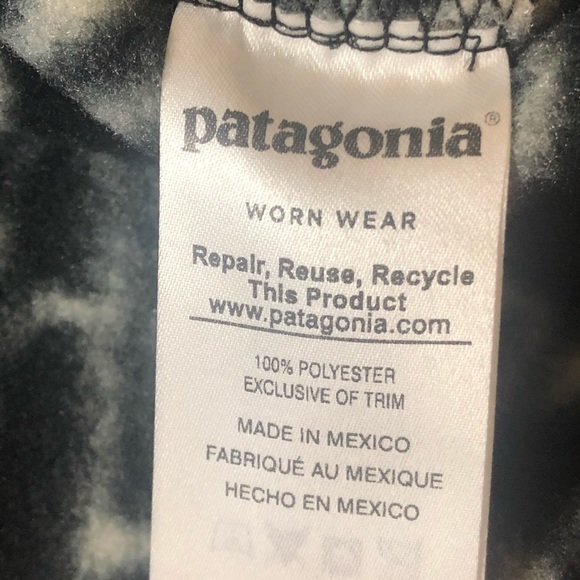 patagonia®
WORN WEAR
Repair, Reuse, Recycle
This Product
www.patagonia.com
100% POLYESTER
EXCLUSIVE OF TRIM
MADE IN MEXICO
FABRIQUÉ AU MEXIQUE
HECHO EN MEXICO